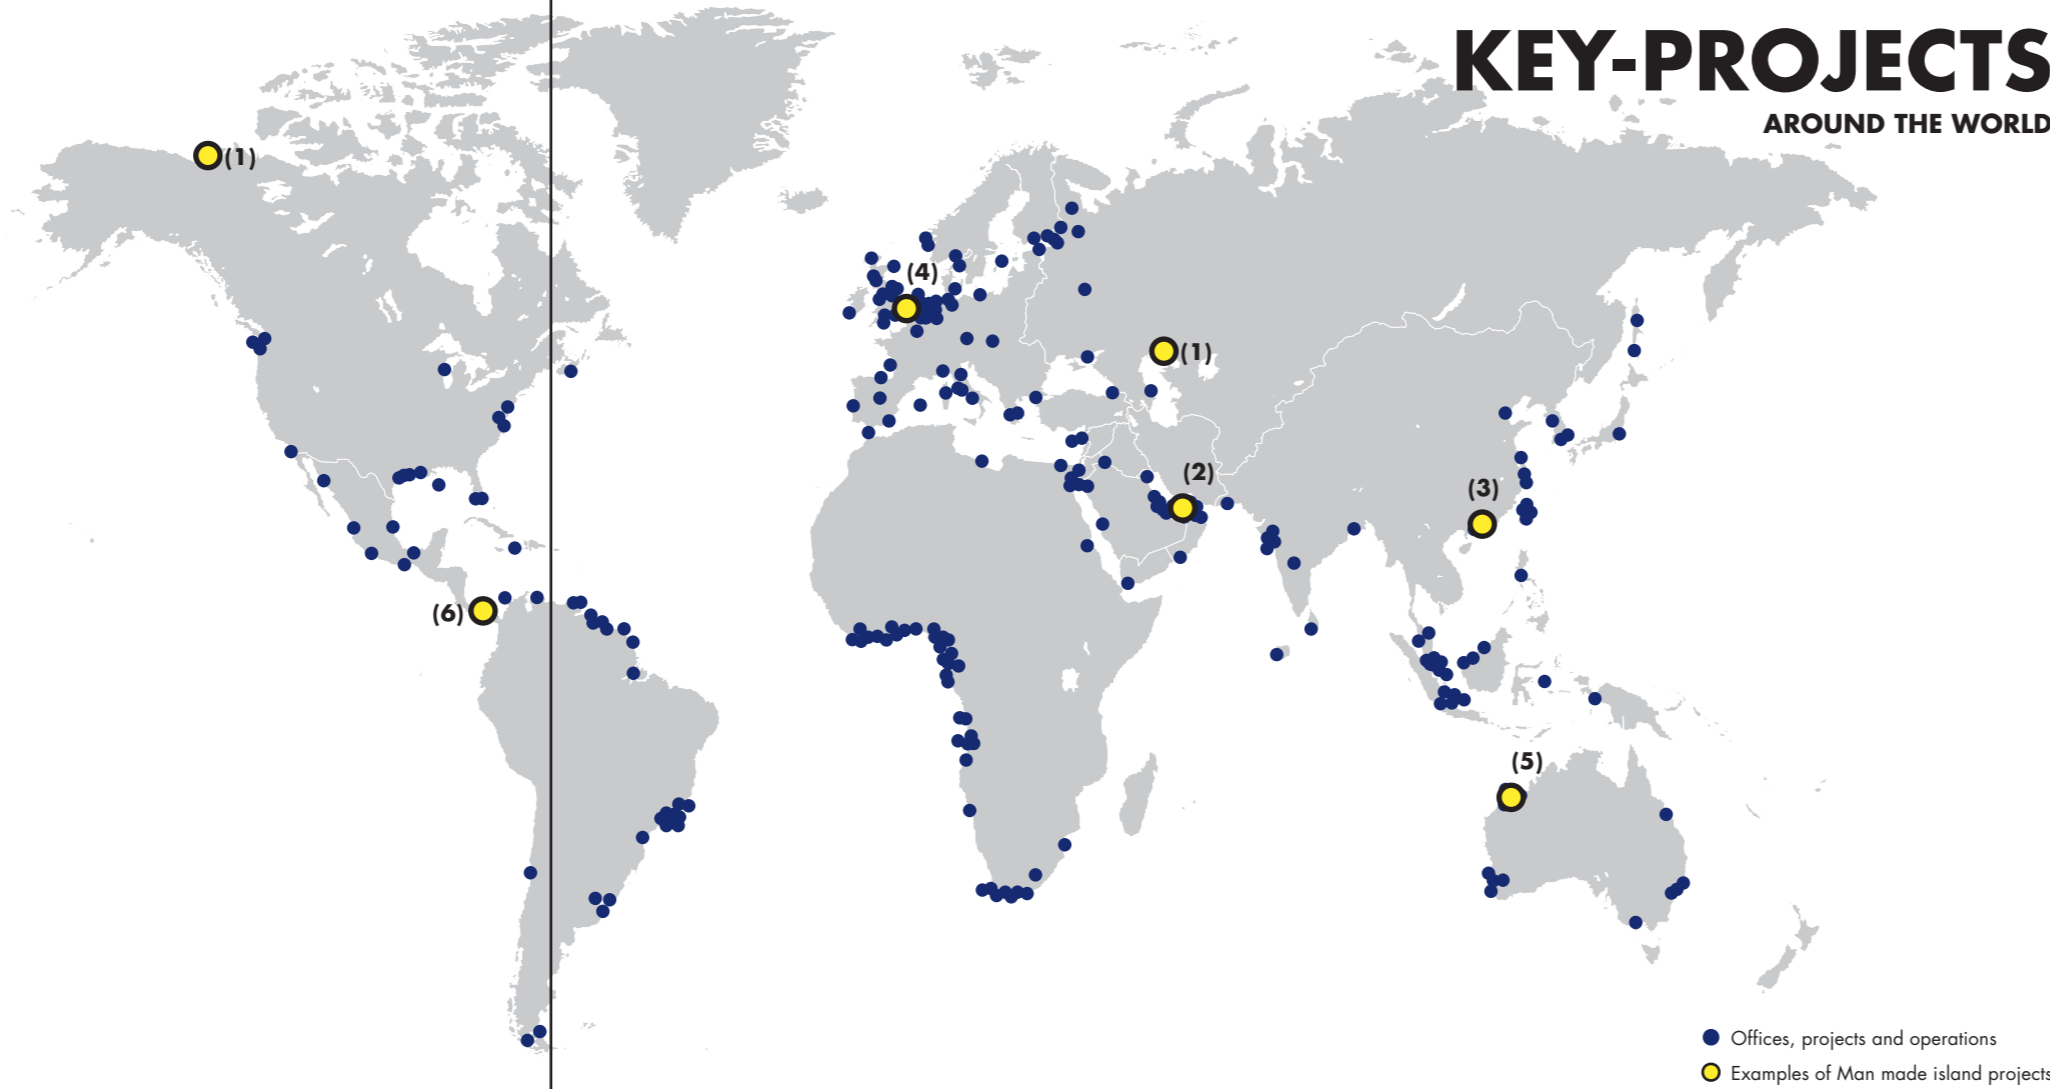 KEY-PROJECTS
AROUND THE WORLD
(1)
(4)
(1)
(2)
(3)
(6)
(5)
Offices, projects and operations
Examples of Man made island projects